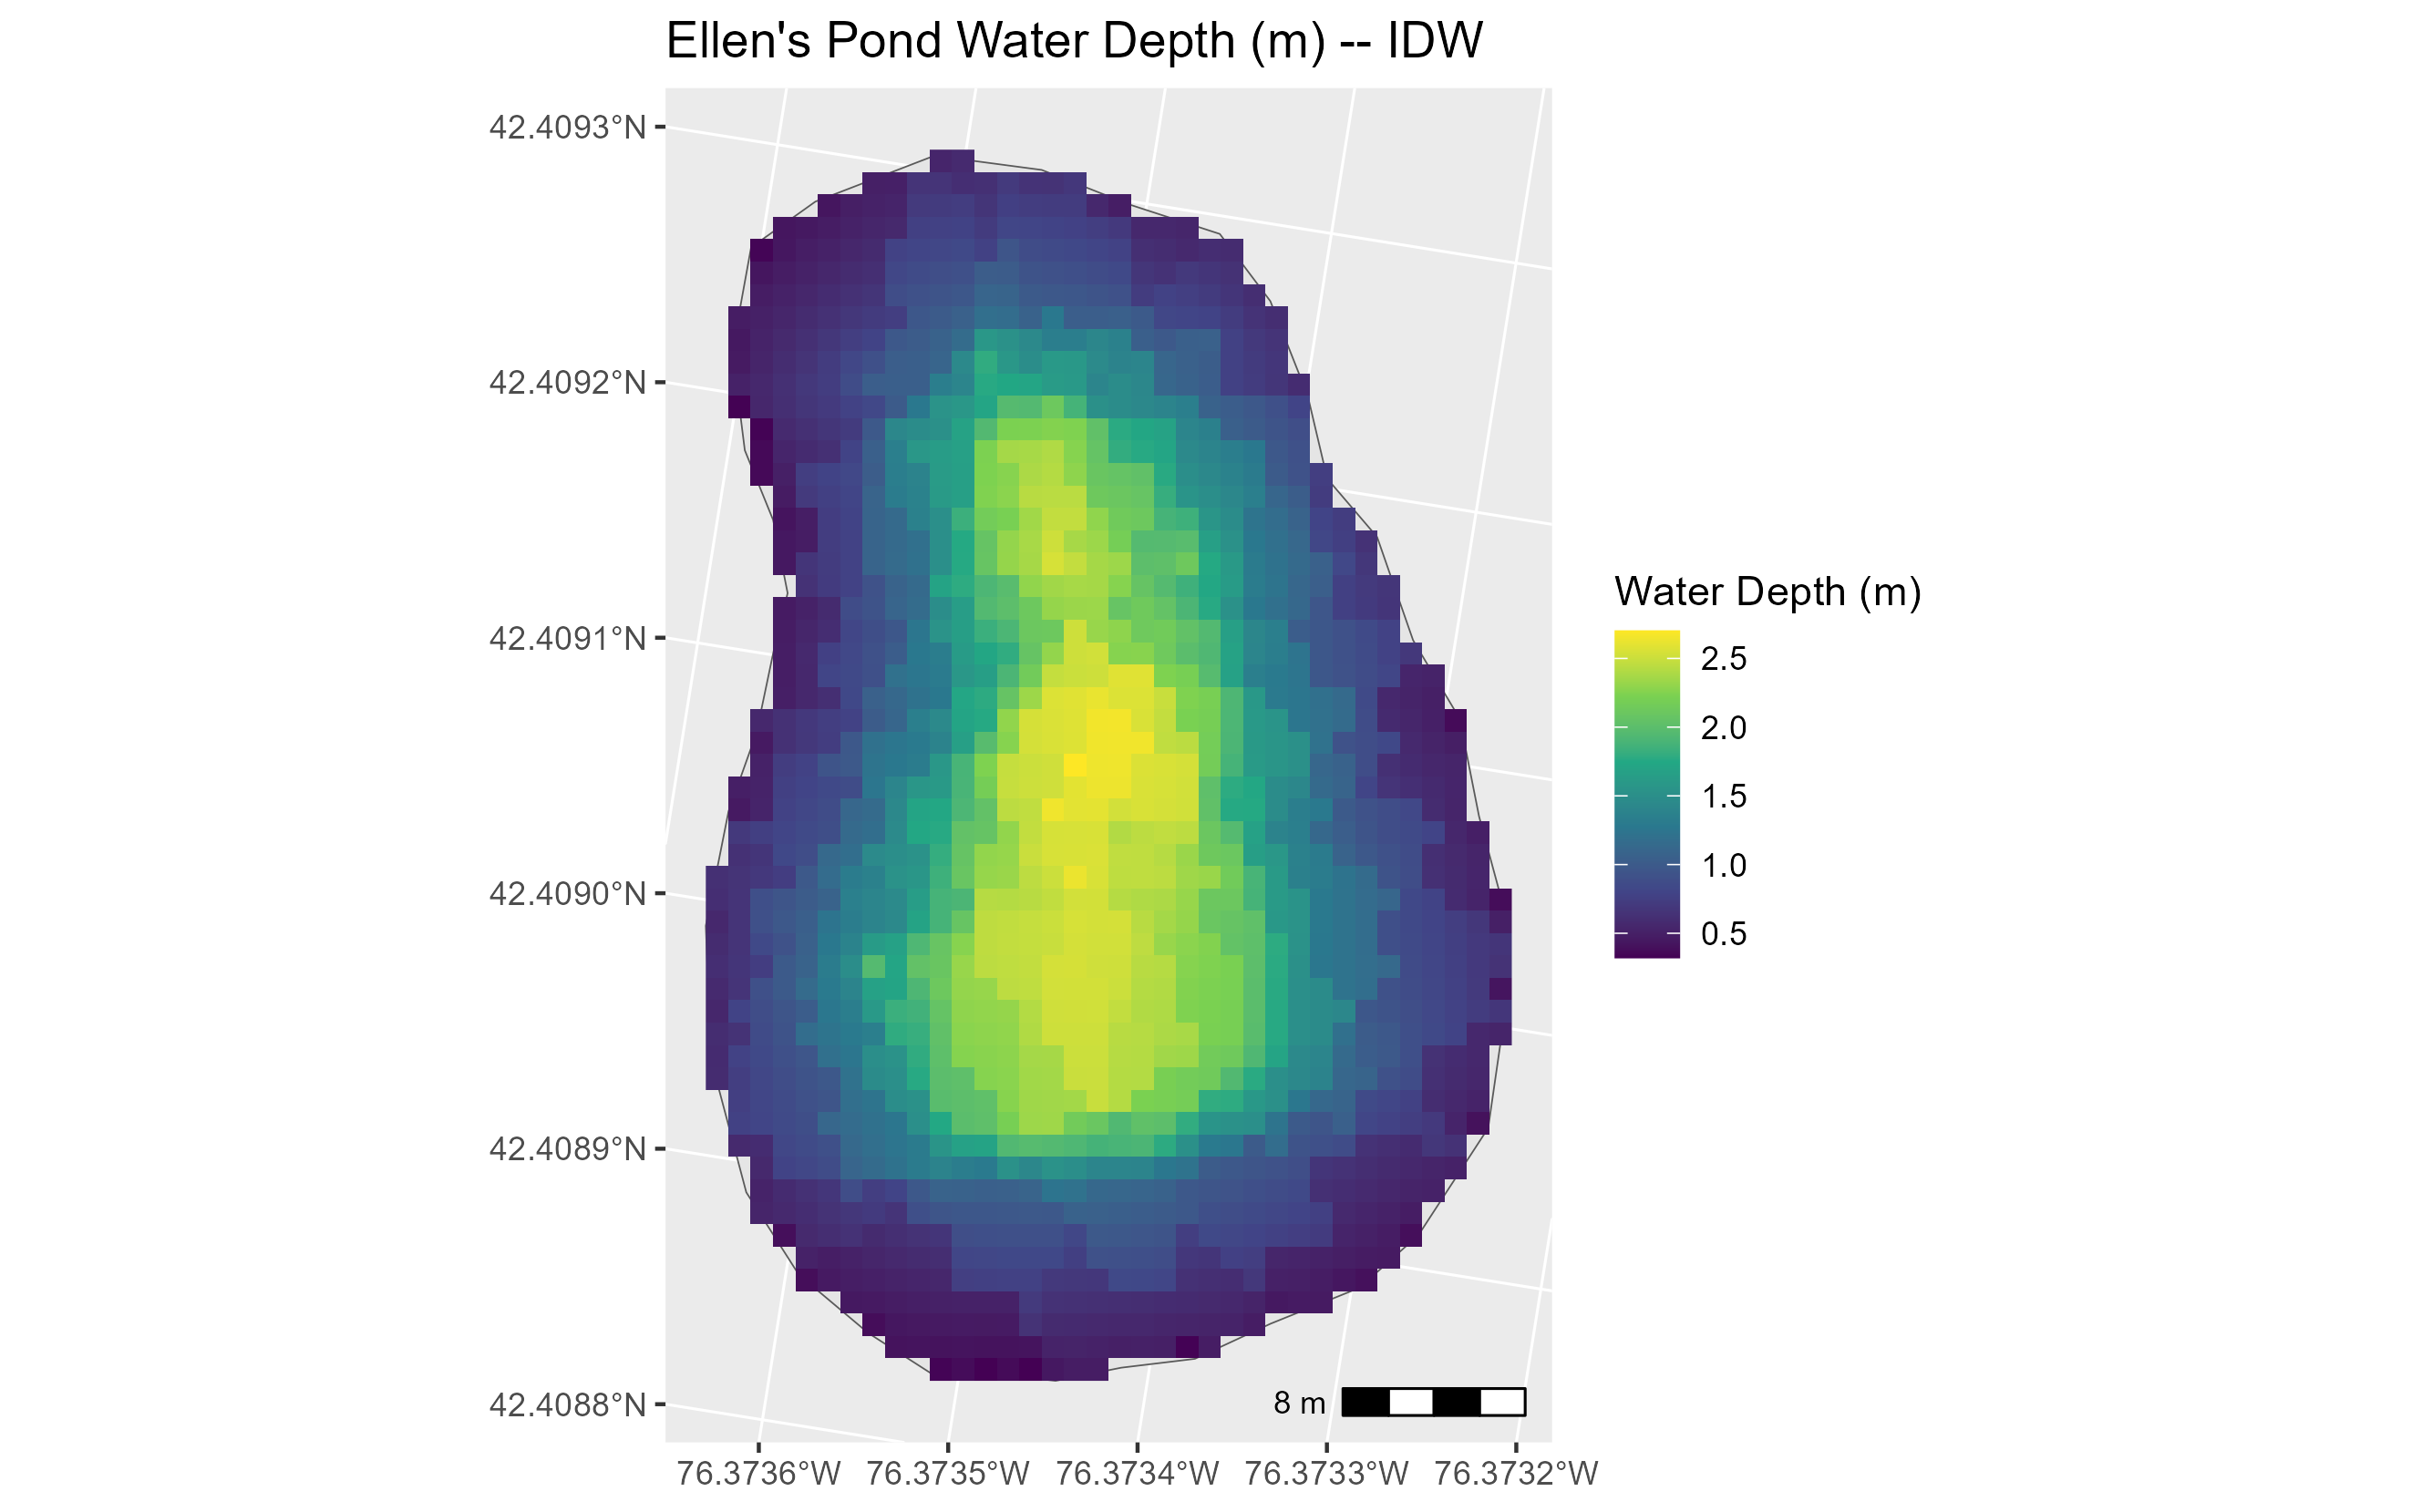 Ellen's Pond Water Depth (m) -- IDW
42.4093°N
42.4092°N
42.4091°N
42.4090°N
42.4089°N
42.4088°N
Water Depth (m)
2.5
2.0
1.5
1.0
0.5
8 m
76.3736°W 76.3735°W 76.3734°W 76.3733°W 76.3732°W